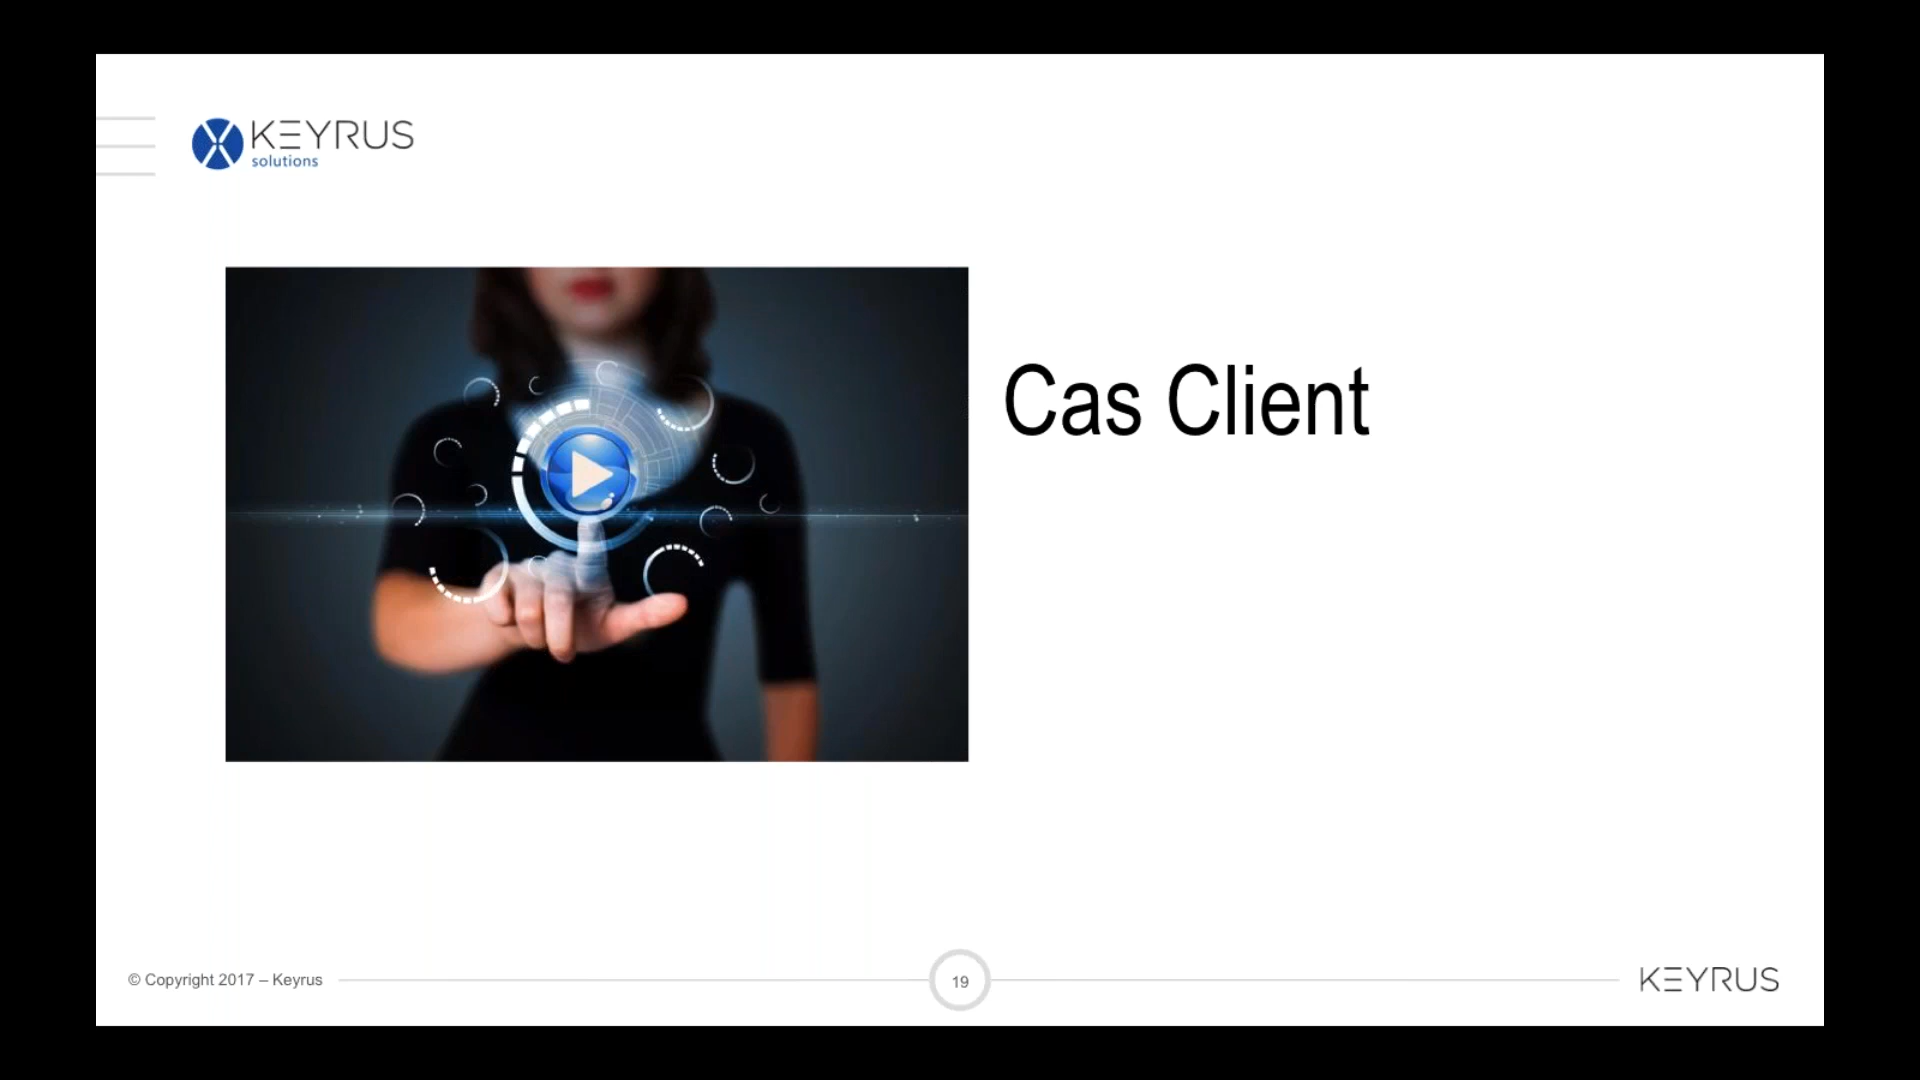 KEYRUS
solutions
Cas Client
© Copyright 2017 – Keyrus
19
KEYRUS